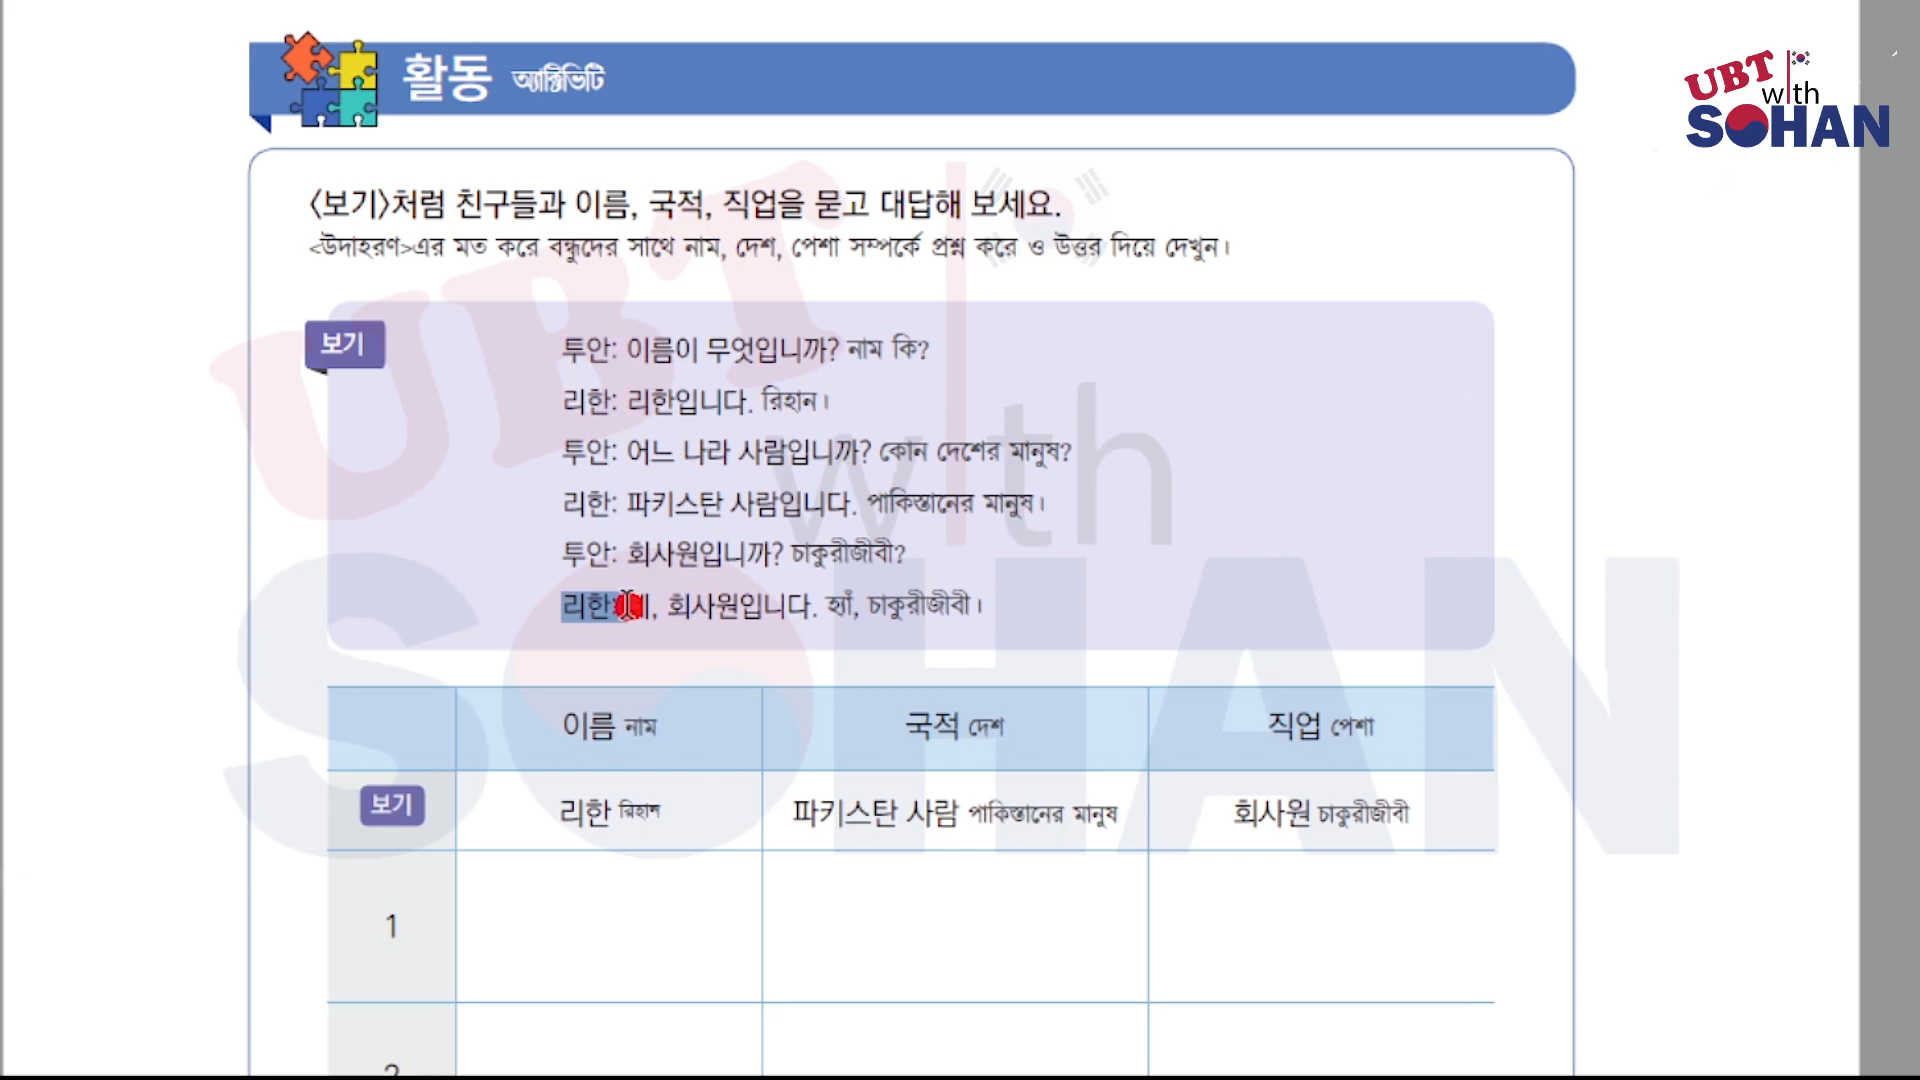 활동 অ্যাক্টিভিটি
UBT with SOHAN
<보기>처럼 친구들과 이름, 국적, 직업을 묻고 대답해 보세요.
<উদাহরণ>এর মত করে বন্ধুদের সাথে নাম, দেশ, পেশা সম্পর্কে প্রশ্ন করে ও উত্তর দিয়ে দেখুন।
보기
투안: 이름이 무엇입니까? নাম কি?
리한: 리한입니다. রিহান।
투안: 어느 나라 사람입니까? কোন দেশের মানুষ?
리한: 파키스탄 사람입니다. পাকিস্তানের মানুষ।
투안: 회사원입니까? চাকুরীজীবী?
리한: 회사원입니다. হ্যাঁ, চাকুরীজীবী।
이름 নাম 국적 দেশ 직업 পেশা
보기 리한 রিহান 파키스탄 사람 পাকিস্তানের মানুষ 회사원 চাকুরীজীবী
1
UBT with SOHAN